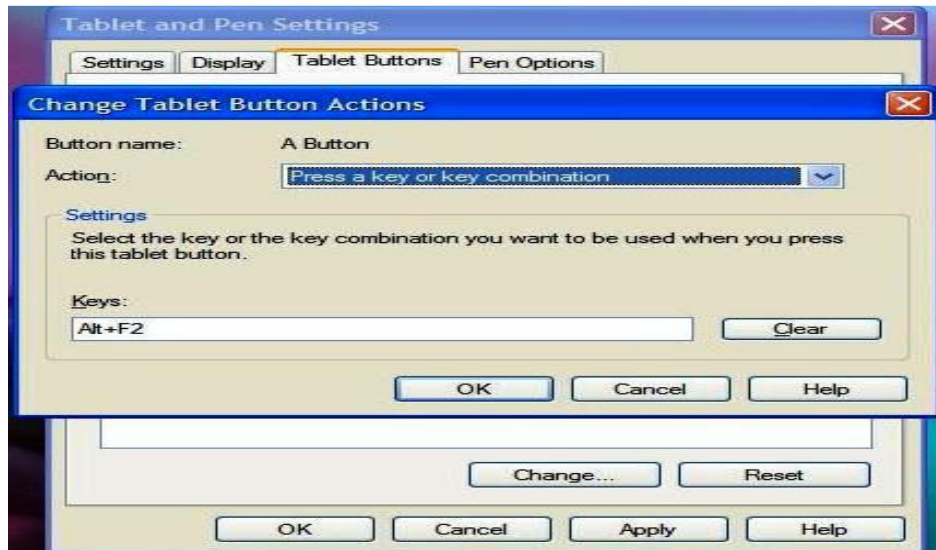 Tablet and Pen Settings
Settings Display Tablet Buttons Pen Options
Change Tablet Button Actions
Button name: A Button
Action: Press a key or key combination
Settings
Select the key or the key combination you want to be used when you press
this tablet button.
Keys:
Alt+F2 Clear
OK Cancel Help
Change... Reset
OK Cancel Apply Help